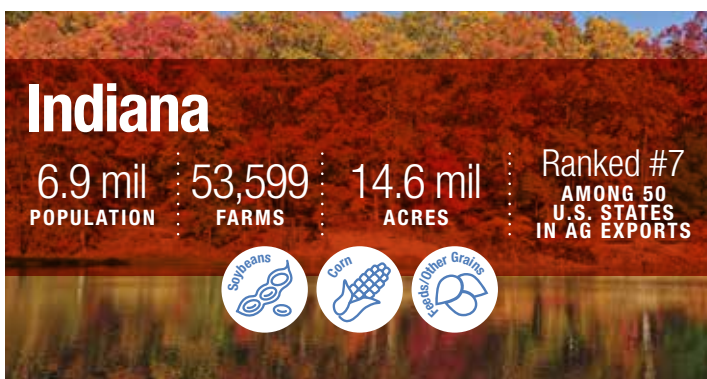 Indiana
6.9 mil
POPULATION
53,599
FARMS
14.6 mil
ACRES
Ranked #7
AMONG 50
U.S. STATES
IN AG EXPORTS
Soybeans
Corn
Feeds/Other Grains